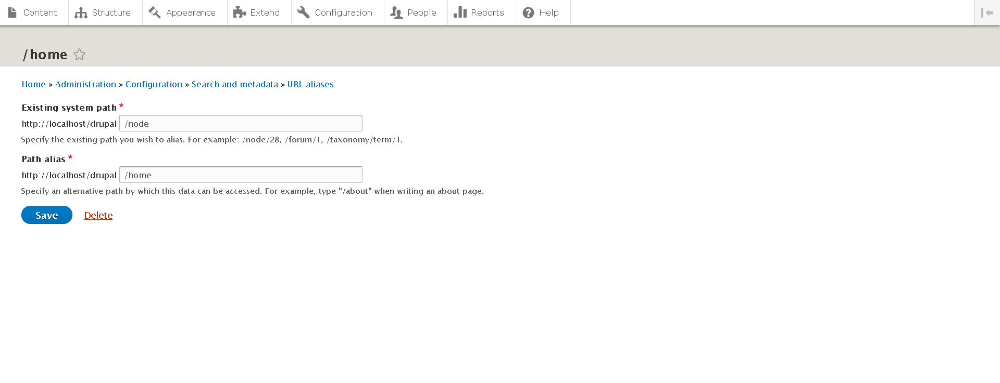 Content Structure Appearance Extend Configuration People Reports Help
/home
Home » Administration » Configuration » Search and metadata » URL aliases
Existing system path *
http://localhost/drupal /node
Specify the existing path you wish to alias. For example: /node/28, /forum/1, /taxonomy/term/1.
Path alias *
http://localhost/drupal /home
Specify an alternative path by which this data can be accessed. For example, type "/about" when writing an about page.
Save Delete